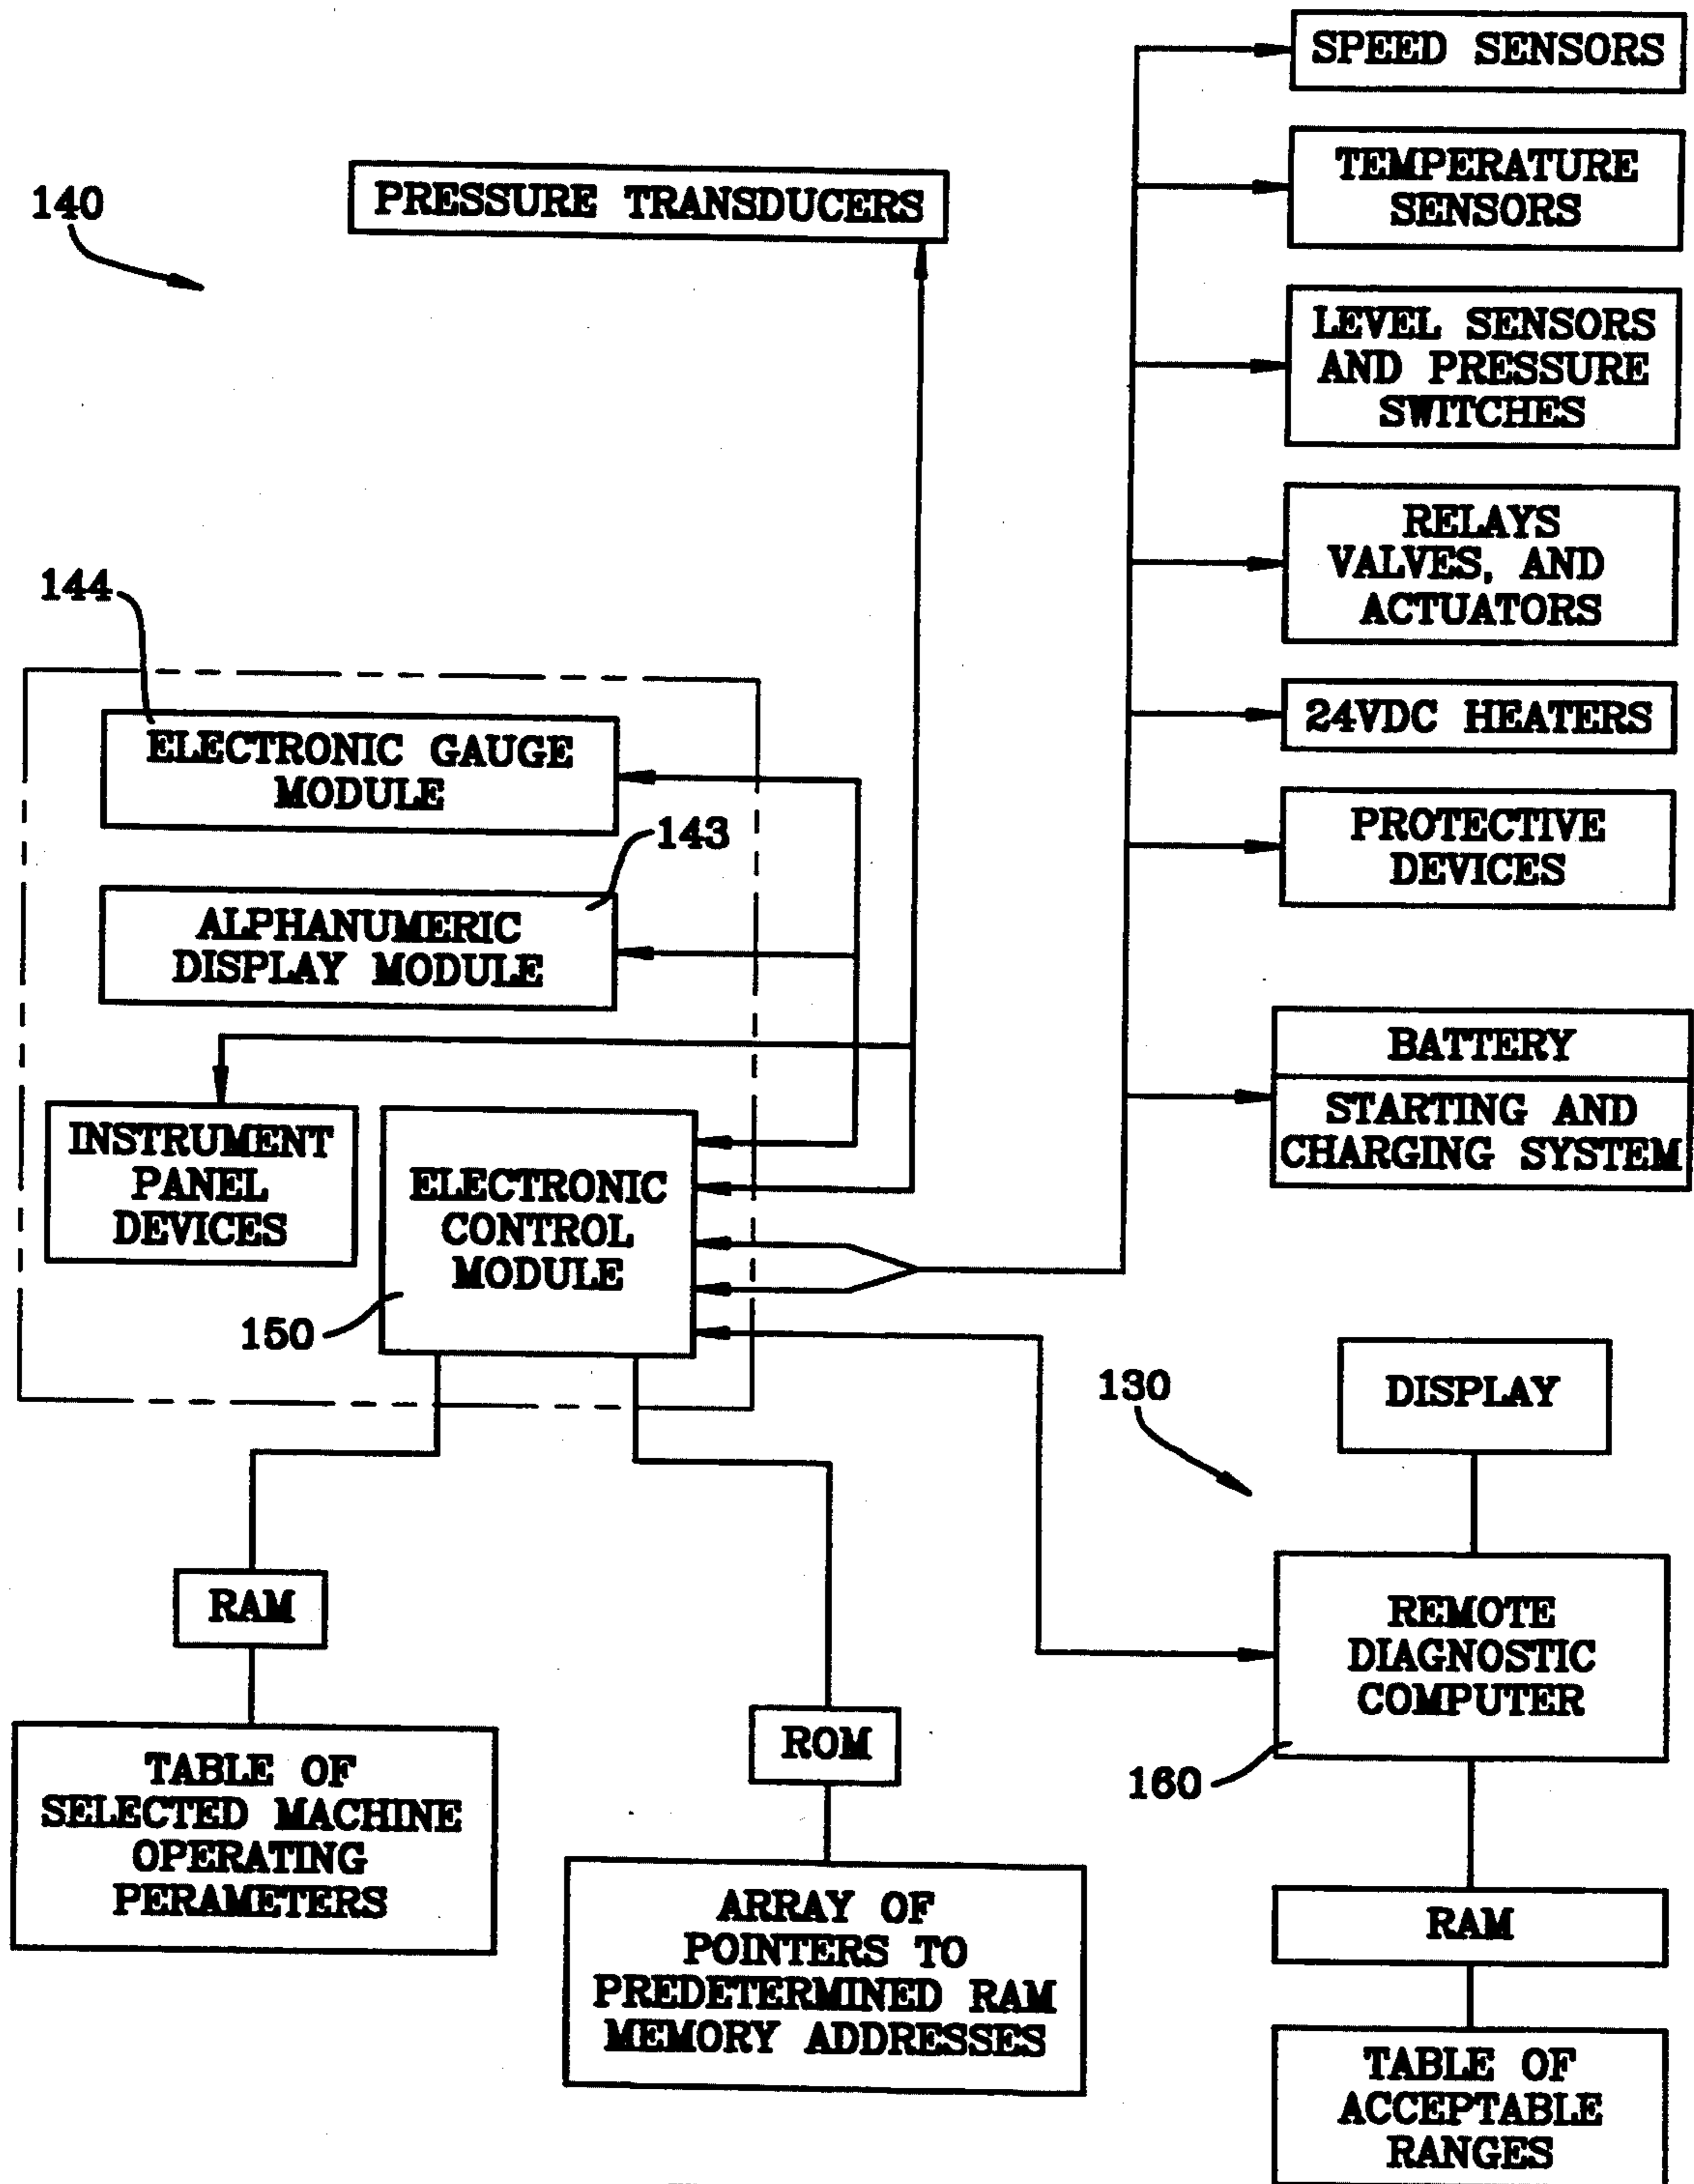 SPEED SENSORS
TEMPERATURE
SENSORS
140
PRESSURE TRANSDUCERS
LEVEL SENSORS
AND PRESSURE
SWITCHES
RELAYS
VALVES, AND
ACTUATORS
144
24VDC HEATERS
ELECTRONIC GAUGE
MODULE
143
PROTECTIVE
DEVICES
ALPHANUMERIC
DISPLAY MODULE
BATTERY
STARTING AND
CHARGING SYSTEM
INSTRUMENT
PANEL
DEVICES
ELECTRONIC
CONTROL
MODULE
150
130
DISPLAY
RAM
REMOTE
DIAGNOSTIC
COMPUTER
160
ROM
TABLE OF
SELECTED MACHINE
OPERATING
PERAMETERS
ARRAY OF
POINTERS TO
PREDETERMINED RAM
MEMORY ADDRESSES
RAM
TABLE OF
ACCEPTABLE
RANGES